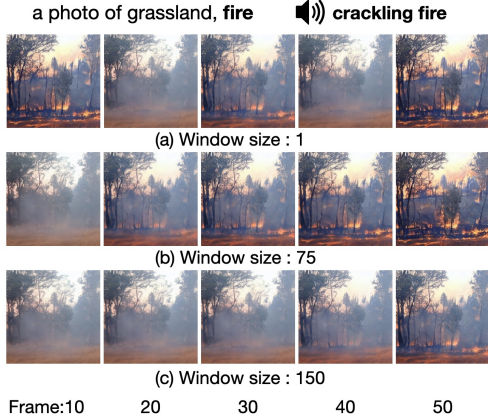 a photo of grassland, fire
crackling fire
(a) Window size : 1
(b) Window size : 75
(c) Window size : 150
Frame:10 20 30 40 50